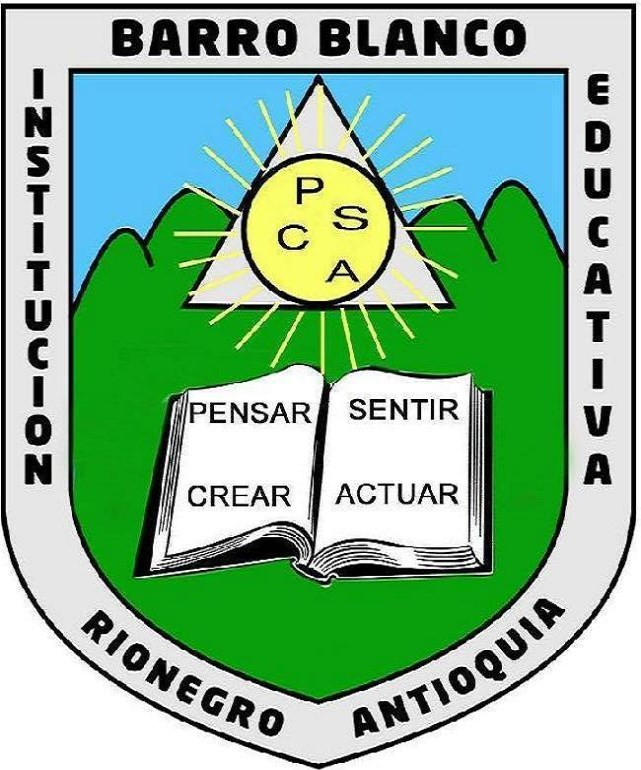 BARRO BLANCO
INSTITUCION
EDUCATIVA
P
S
C
A
PENSAR SENTIR
CREAR ACTUAR
RIONEGRO ANTIOQUIA